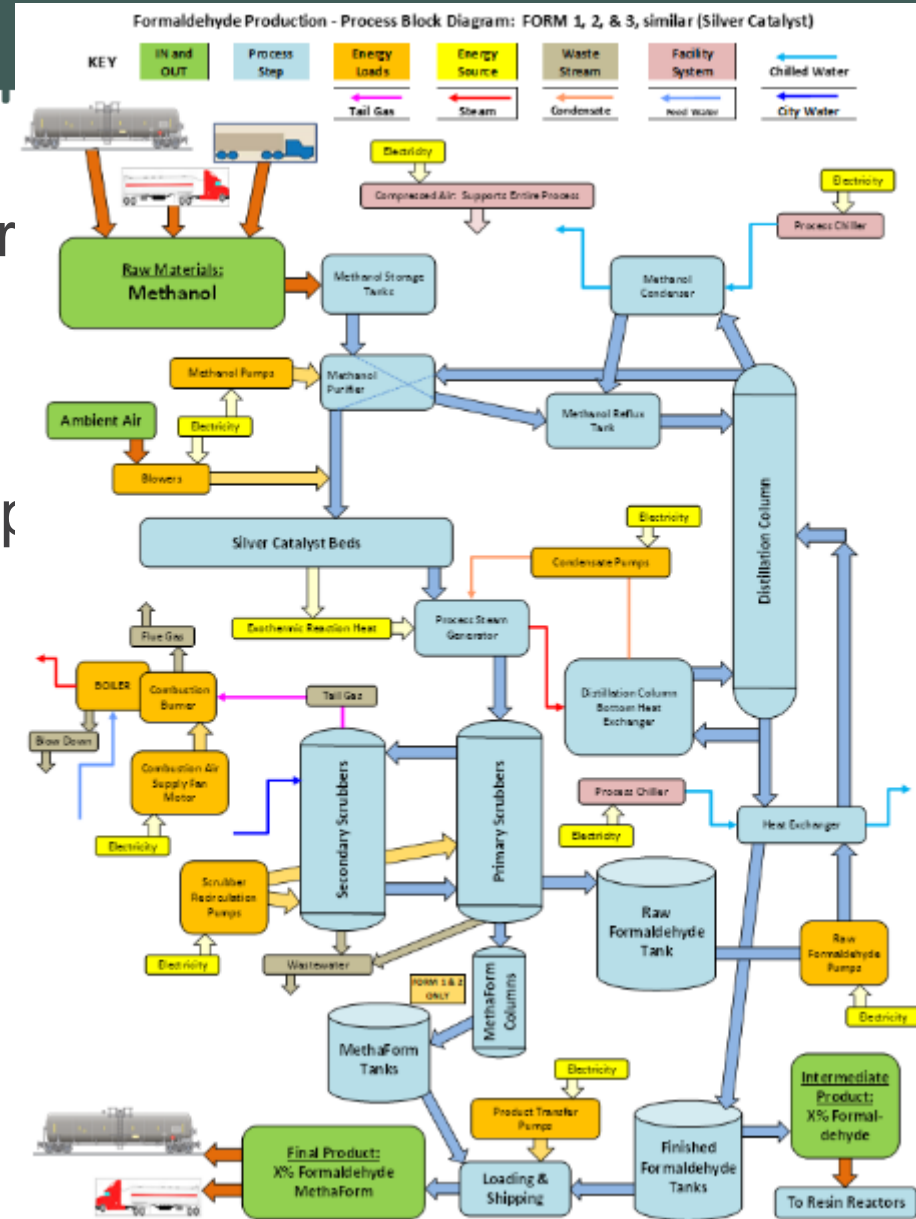 Formaldehyde Production - Process Block Diagram: FORM 1, 2, & 3, similar (Silver Catalyst)
KEY
IN and
OUT
Process
Step
Energy
Loads
Energy
Source
Waste
Stream
Facility
System
Chilled Water
Tail Gas
Steam
Condensate
Feed Water
City Water
Electricity
Compressed Air: Supports Entire Process
Electricity
Process Chiller
Raw Materials:
Methanol
Methanol Storage
Tanks
Methanol
Condenser
Methanol Pumps
Methanol
Purifier
Methanol Reflux
Tank
Ambient Air
Electricity
Blowers
Distillation Column
Silver Catalyst Beds
Electricity
Condensate Pumps
Exothermic Reaction Heat
Process Steam
Generator
Flue Gas
BOILER
Combustion
Burner
Tail Gas
Distillation Column
Bottom Heat
Exchanger
Blow Down
Combustion Air
Supply Fan
Motor
Electricity
Secondary Scrubbers
Primary Scrubbers
Process Chiller
Electricity
Heat Exchanger
Scrubber
Recirculation
Pumps
Electricity
Raw
Formaldehyde
Tank
Raw
Formaldehyde
Pumps
Electricity
Wastewater
FORM 1 & 2
ONLY
MethaForm
Columns
MethaForm
Tanks
Electricity
Product Transfer
Pumps
Intermediate
Product:
X% Formal-
dehyde
Final Product:
X% Formaldehyde
MethaForm
Loading &
Shipping
Finished
Formaldehyde
Tanks
To Resin Reactors